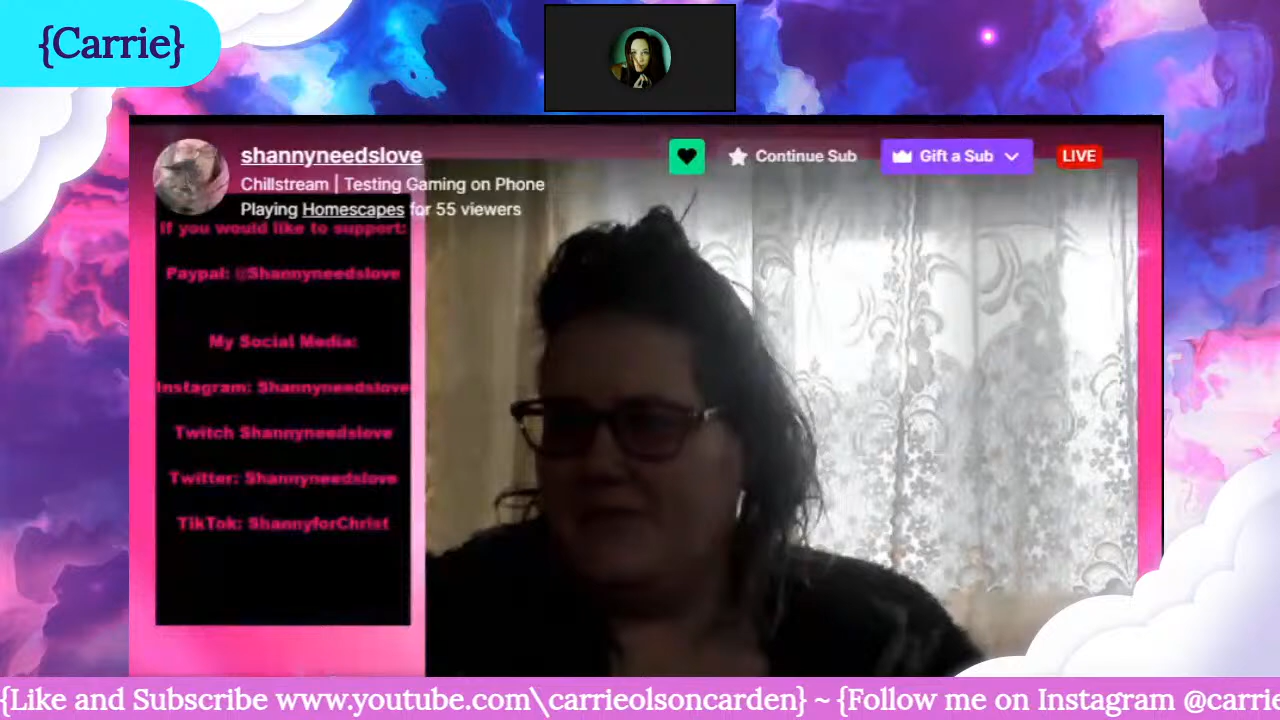 {Carrie}
shannyneedslove
Continue Sub
Gift a Sub
LIVE
Chillstream | Testing Gaming on Phone
Playing Homescapes for 55 viewers
If you would like to support:
Paypal: @Shannyneedslove
My Social Media:
Instagram: Shannyneedslove
Twitch Shannyneedslove
Twitter: Shannyneedslove
TikTok: ShannyforChrist
{Like and Subscribe www.youtube.com\carrieolsoncarden} ~ {Follow me on Instagram @carrie